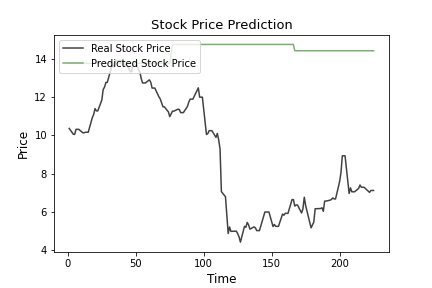 Stock Price Prediction
Real Stock Price
Predicted Stock Price
Price
14
12
10
8
6
4
0 50 100 150 200
Time